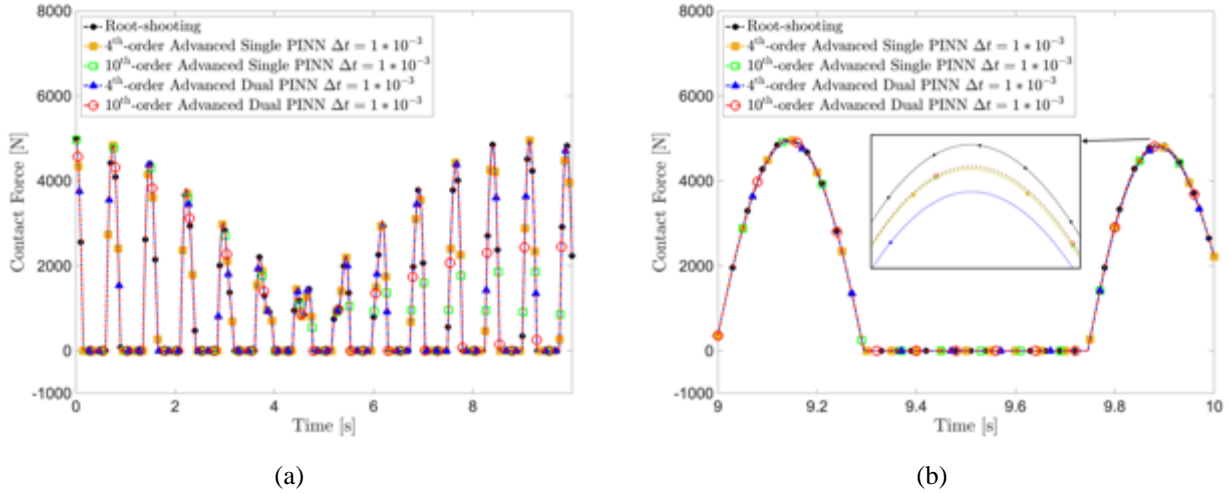 8000
6000
4000
2000
0
-1000
Contact Force [N]
Root-shooting
4th-order Advanced Single PINN Δt = 1 * 10−3
10th-order Advanced Single PINN Δt = 1 * 10−3
4th-order Advanced Dual PINN Δt = 1 * 10−3
10th-order Advanced Dual PINN Δt = 1 * 10−3
0 2 4 6 8
Time [s]
(a)
8000
6000
4000
2000
0
-1000
Contact Force [N]
Root-shooting
4th-order Advanced Single PINN Δt = 1 * 10−3
10th-order Advanced Single PINN Δt = 1 * 10−3
4th-order Advanced Dual PINN Δt = 1 * 10−3
10th-order Advanced Dual PINN Δt = 1 * 10−3
9 9.2 9.4 9.6 9.8 10
Time [s]
(b)